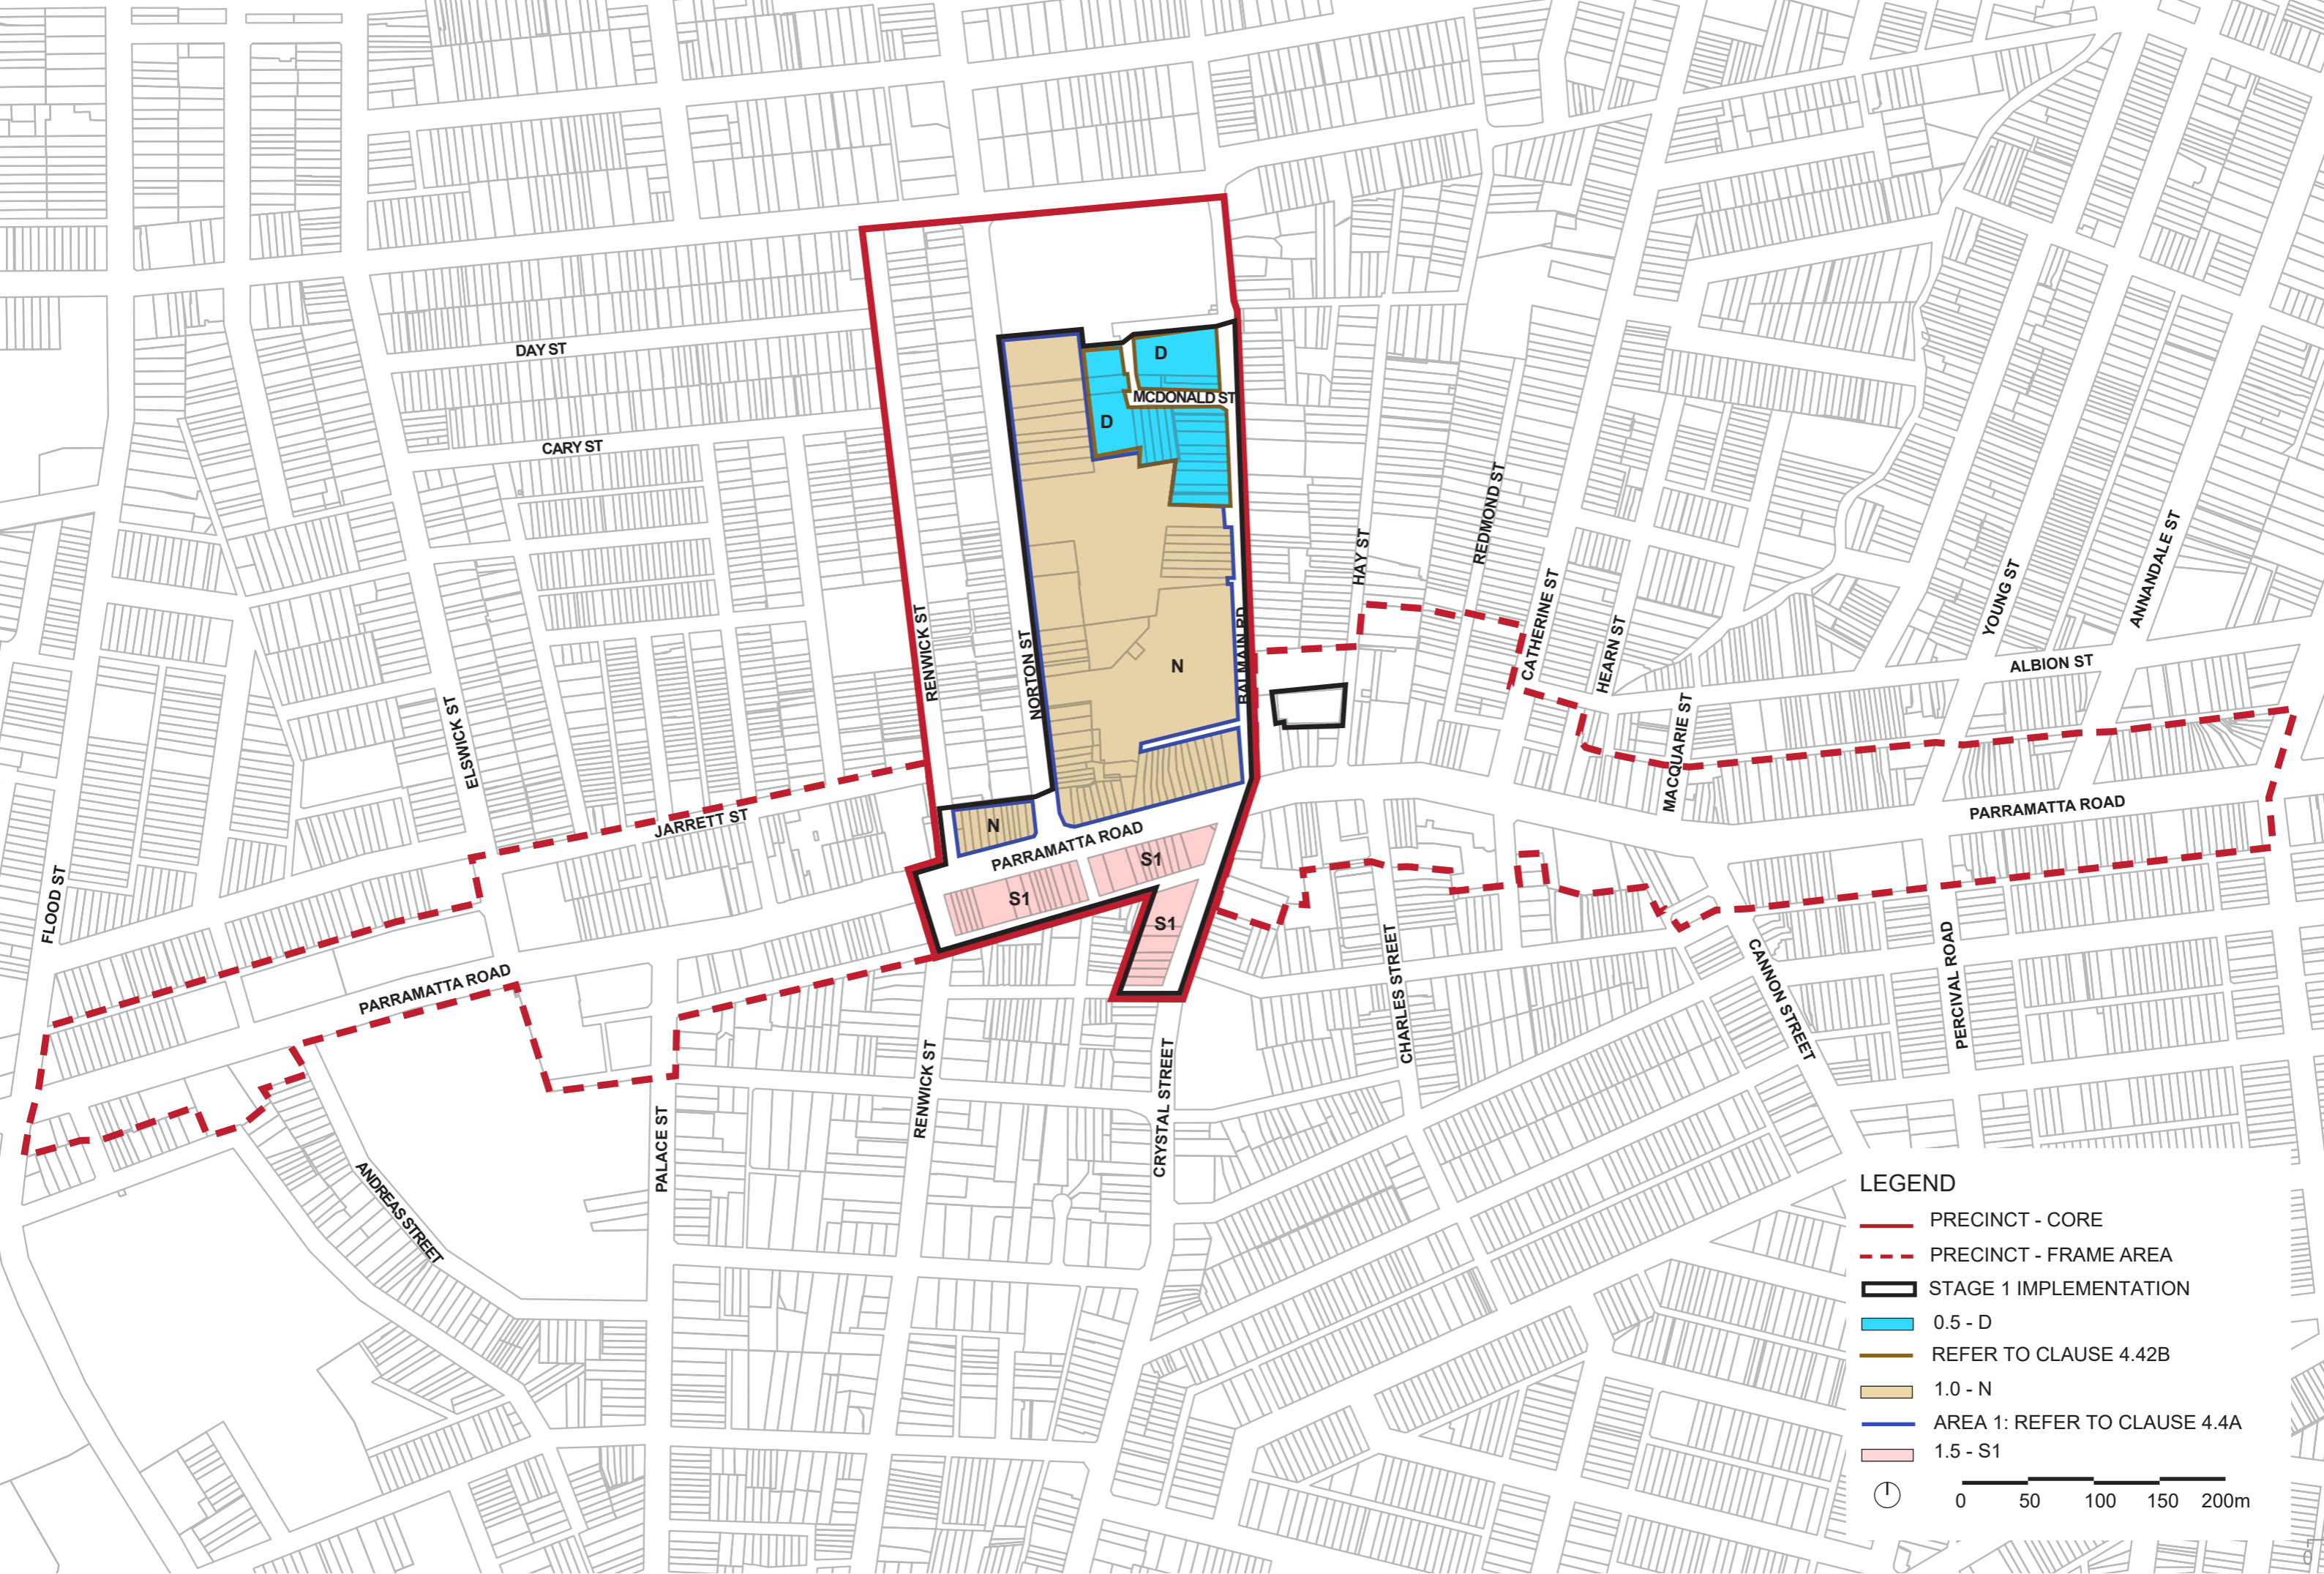 DAY ST
D
MCDONALD ST
D
CARY ST
REDMOND ST
HAY ST
ANNANDALE ST
YOUNG ST
CATHERINE ST
HEARN ST
RENWICK ST
NORTON ST
BALMAIN RD
N
ALBION ST
ELSWICK ST
MACQUARIE ST
PARRAMATTA ROAD
JARRETT ST
N
PARRAMATTA ROAD
S1
S1
S1
FLOOD ST
PARRAMATTA ROAD
CHARLES STREET
CANNON STREET
PERCIVAL ROAD
RENWICK ST
CRYSTAL STREET
PALACE ST
ANDREAS STREET
LEGEND
PRECINCT - CORE
PRECINCT - FRAME AREA
STAGE 1 IMPLEMENTATION
0.5 - D
REFER TO CLAUSE 4.42B
1.0 - N
AREA 1: REFER TO CLAUSE 4.4A
1.5 - S1
0 50 100 150 200m